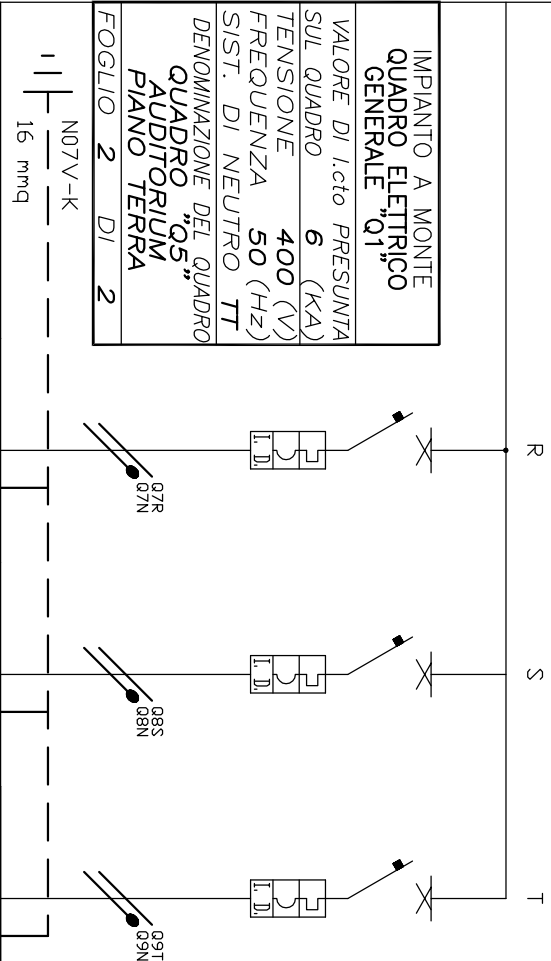 IMPIANTO A MONTE
QUADRO ELETTRICO
GENERALE "Q1"
VALORE DI I.cto PRESUNTA
SUL QUADRO 6 (KA)
TENSIONE 400 (V)
FREQUENZA 50 (Hz)
SIST. DI NEUTRO TT
DENOMINAZIONE DEL QUADRO
QUADRO "Q5"
AUDITORIUM
PIANO TERRA
FOGLIO 2 DI 2
N07V-K
16 mmq
R
I. D.
Q7R
Q7N
S
I. D.
Q8S
Q8N
T
I. D.
Q9T
Q9N